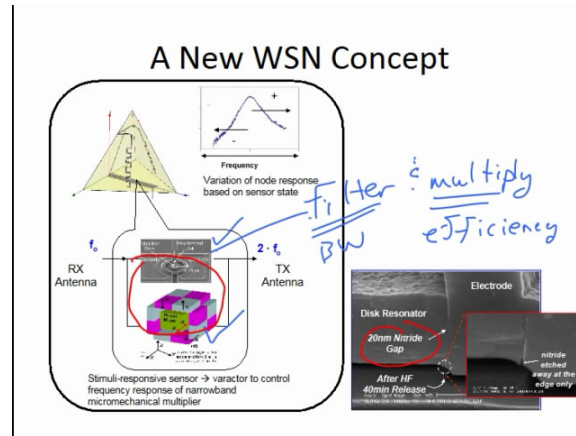 A New WSN Concept
+
-
Frequency
Variation of node response
based on sensor state
filter & multiply
BW efficiency
f₀
2 · f₀
RX
Antenna
TX
Antenna
Stimuli-responsive sensor → varactor to control
frequency response of narrowband
micromechanical multiplier
Electrode
Disk Resonator
20nm Nitride
Gap
After HF
40min Release
nitride
etched
away at the
edge only